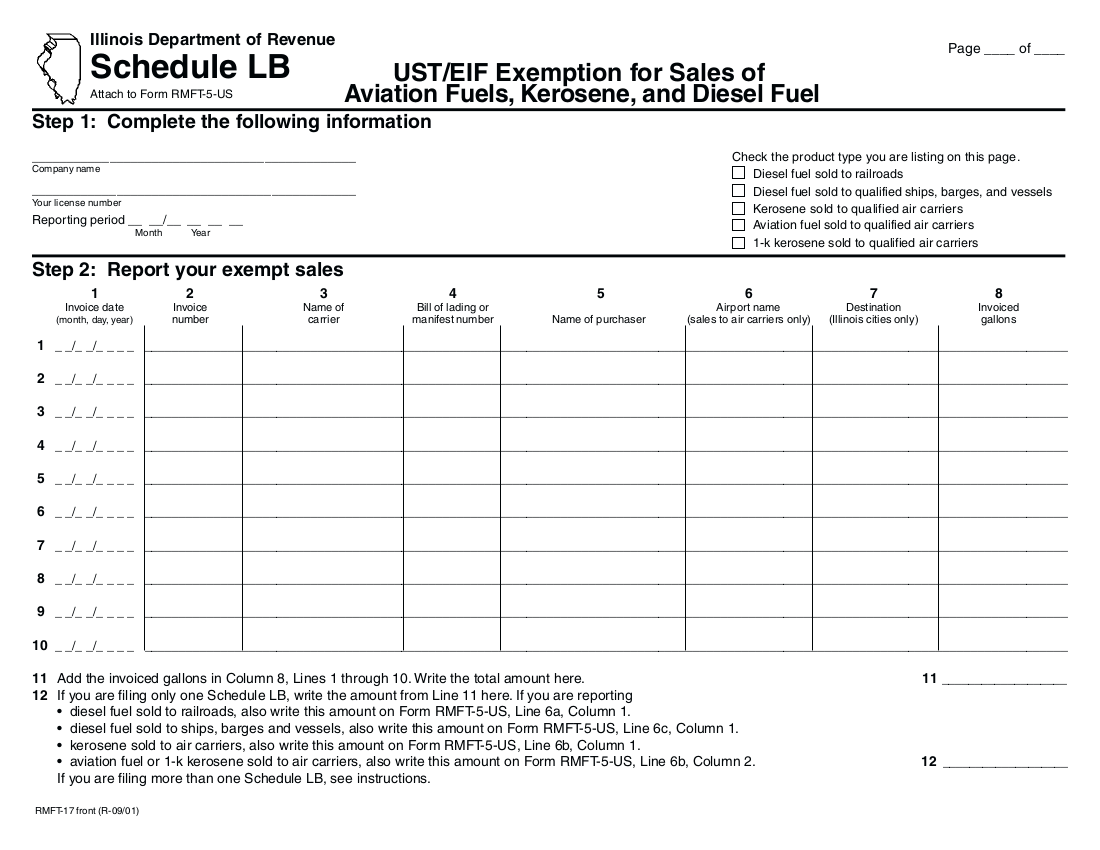 Illinois Department of Revenue
Schedule LB
Attach to Form RMFT-5-US
UST/EIF Exemption for Sales of
Aviation Fuels, Kerosene, and Diesel Fuel
Page ____ of ____
Step 1:  Complete the following information
Company name
Your license number
Reporting period __ __/__ __ __ __
Month Year
Check the product type you are listing on this page.
Diesel fuel sold to railroads
Diesel fuel sold to qualified ships, barges, and vessels
Kerosene sold to qualified air carriers
Aviation fuel sold to qualified air carriers
1-k kerosene sold to qualified air carriers
Step 2:  Report your exempt sales
1 2 3 4 5 6 7 8
Invoice date Invoice Name of Bill of lading or Airport name Destination Invoiced
(month, day, year) number carrier manifest number Name of purchaser (sales to air carriers only) (Illinois cities only) gallons
1 _ _/_ _/_ _ _ _
2 _ _/_ _/_ _ _ _
3 _ _/_ _/_ _ _ _
4 _ _/_ _/_ _ _ _
5 _ _/_ _/_ _ _ _
6 _ _/_ _/_ _ _ _
7 _ _/_ _/_ _ _ _
8 _ _/_ _/_ _ _ _
9 _ _/_ _/_ _ _ _
10 _ _/_ _/_ _ _ _
11 Add the invoiced gallons in Column 8, Lines 1 through 10. Write the total amount here. 11 ________________
12 If you are filing only one Schedule LB, write the amount from Line 11 here. If you are reporting
• diesel fuel sold to railroads, also write this amount on Form RMFT-5-US, Line 6a, Column 1.
• diesel fuel sold to ships, barges and vessels, also write this amount on Form RMFT-5-US, Line 6c, Column 1.
• kerosene sold to air carriers, also write this amount on Form RMFT-5-US, Line 6b, Column 1.
• aviation fuel or 1-k kerosene sold to air carriers, also write this amount on Form RMFT-5-US, Line 6b, Column 2. 12 ________________
If you are filing more than one Schedule LB, see instructions.
RMFT-17 front (R-09/01)